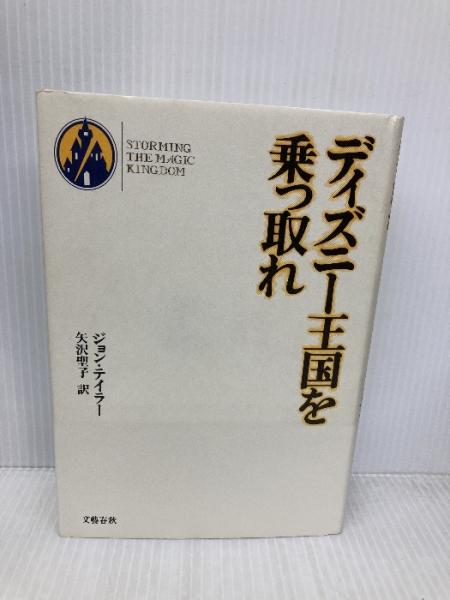 STORMING
THE MAGIC
KINGDOM
ディズニー王国を
乗っ取れ
ジョン・テイラー
矢沢聖子 訳
文藝春秋